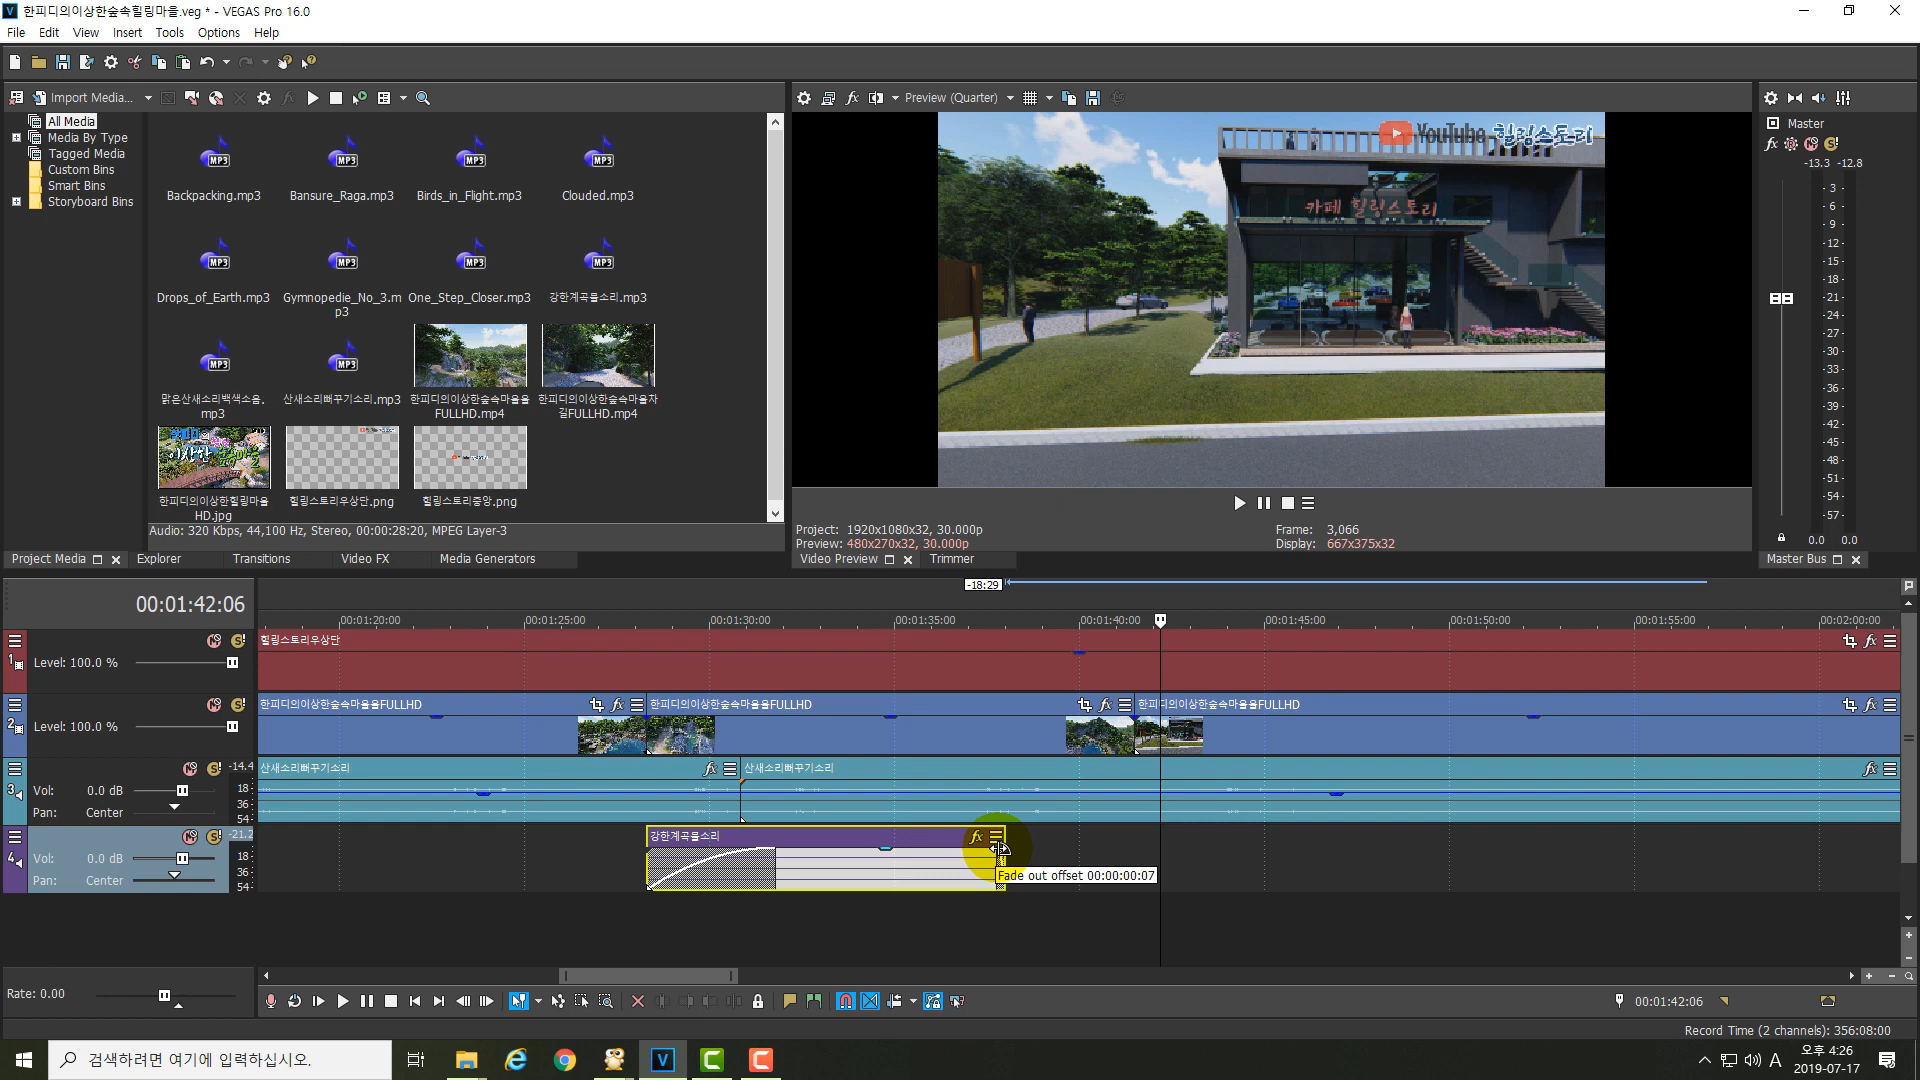 한피디의이상한숲속힐링마을.veg * - VEGAS Pro 16.0
File Edit View Insert Tools Options Help
Import Media...
Preview (Quarter)
All Media
Media By Type
Tagged Media
Custom Bins
Smart Bins
Storyboard Bins
MP3 MP3 MP3 MP3
Backpacking.mp3 Bansure_Raga.mp3 Birds_in_Flight.mp3 Clouded.mp3
MP3 MP3 MP3 MP3
Drops_of_Earth.mp3 Gymnopedie_No_3.m One_Step_Closer.mp3 강한계곡물소리.mp3
p3
MP3 MP3
맑은산새소리백색소음. 산새소리뻐꾸기소리.mp3 한피디의이상한숲속마을을 한피디의이상한숲속마을차
mp3 FULLHD.mp4 길FULLHD.mp4
한피디의이상한힐링마을 힐링스토리우상단.png 힐링스토리중앙.png
HD.jpg
Audio: 320 Kbps, 44,100 Hz, Stereo, 00:00:28:20, MPEG Layer-3
Project Media Explorer Transitions Video FX Media Generators
YouTube 힐링스토리
카페 힐링스토리
Project: 1920x1080x32, 30.000p
Preview: 480x270x32, 30.000p
Frame: 3,066
Display: 667x375x32
Video Preview Trimmer
Master
-13.3 -12.8
- 3 -
- 6 -
- 9 -
-12-
-15-
-18-
-21-
-24-
-27-
-30-
-33-
-36-
-39-
-42-
-45-
-48-
-51-
-54-
-57-
0.0 0.0
Master Bus
-18:29
00:01:42:06
00:01:20:00 00:01:25:00 00:01:30:00 00:01:35:00 00:01:40:00 00:01:45:00 00:01:50:00 00:01:55:00 00:02:00:00
힐링스토리우상단
1
Level: 100.0 %
한피디의이상한숲속마을을FULLHD 한피디의이상한숲속마을을FULLHD 한피디의이상한숲속마을을FULLHD
2
Level: 100.0 %
-14.4
산새소리뻐꾸기소리 산새소리뻐꾸기소리
3
Vol: 0.0 dB 18
36
Pan: Center 54
-21.2
강한계곡물소리
4
Vol: 0.0 dB 18
36
Pan: Center 54
Fade out offset 00:00:00:07
Rate: 0.00
00:01:42:06
Record Time (2 channels): 356:08:00
검색하려면 여기에 입력하십시오.
A
오후 4:26
2019-07-17